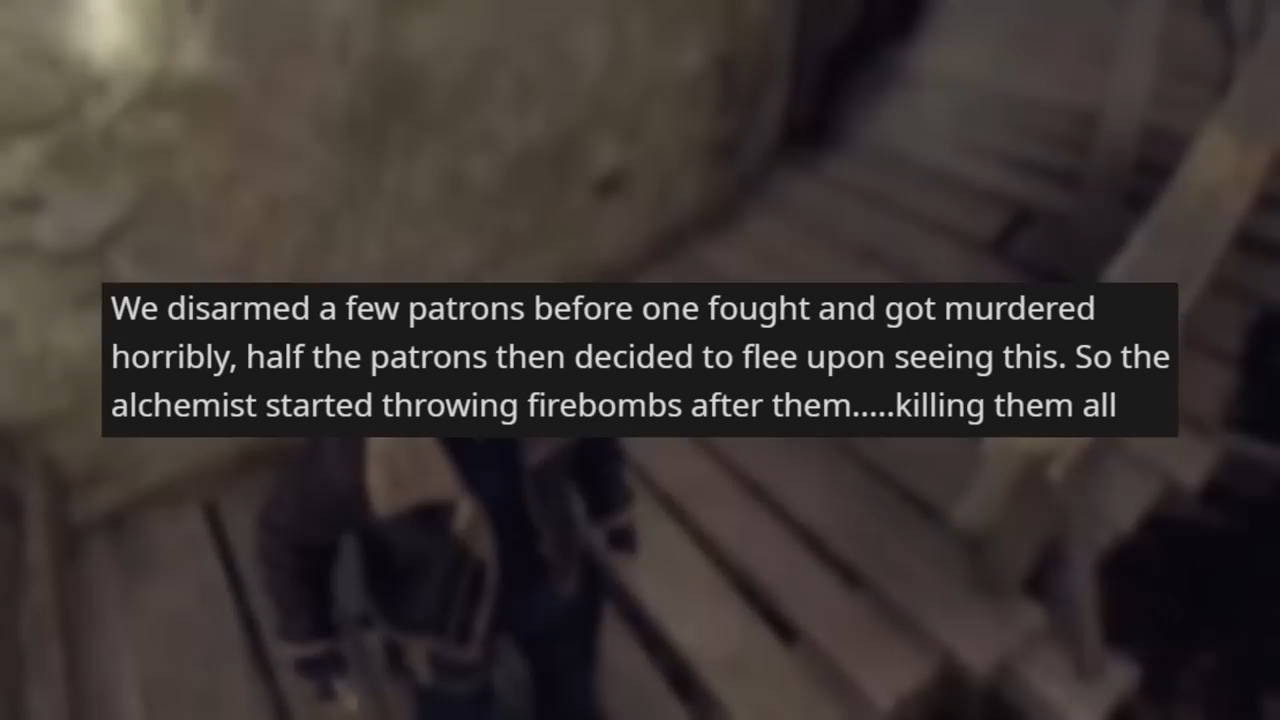 We disarmed a few patrons before one fought and got murdered
horribly, half the patrons then decided to flee upon seeing this. So the
alchemist started throwing firebombs after them.....killing them all